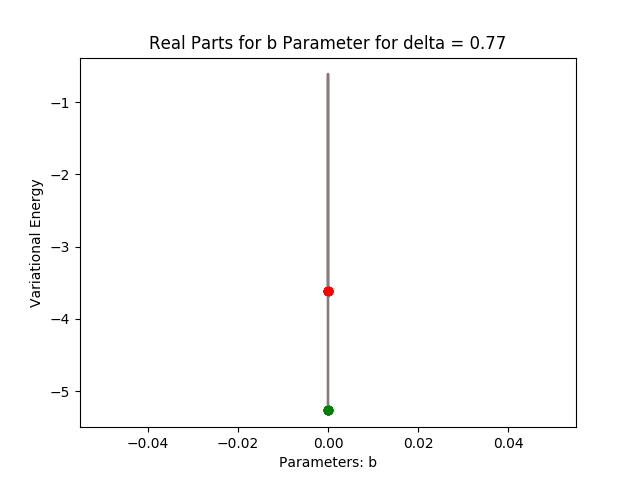 Real Parts for b Parameter for delta = 0.77
Variational Energy
−1
−2
−3
−4
−5
−0.04 −0.02 0.00 0.02 0.04
Parameters: b